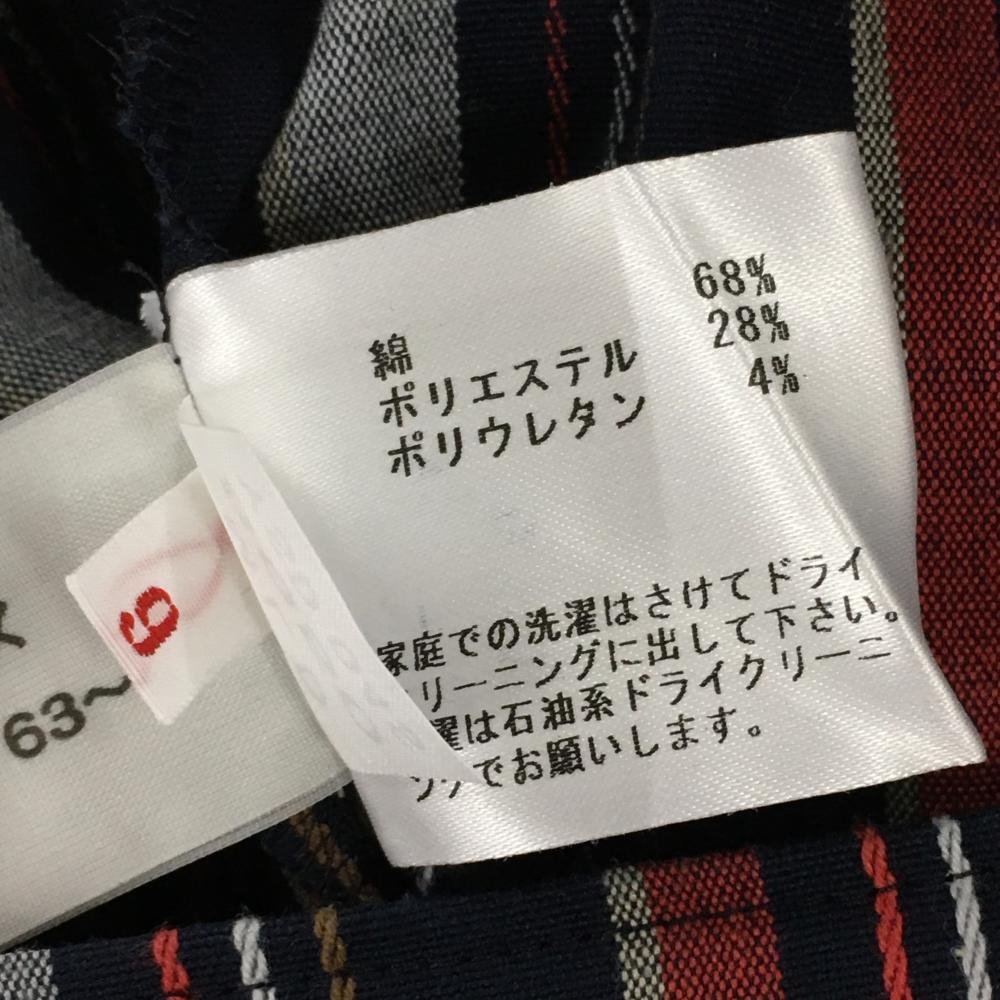 綿 68%
ポリエステル 28%
ポリウレタン 4%
家庭での洗濯はさけてドライ
リーニングに出して下さい。
濯は石油系ドライクリーニ
ングでお願いします。
63~
9